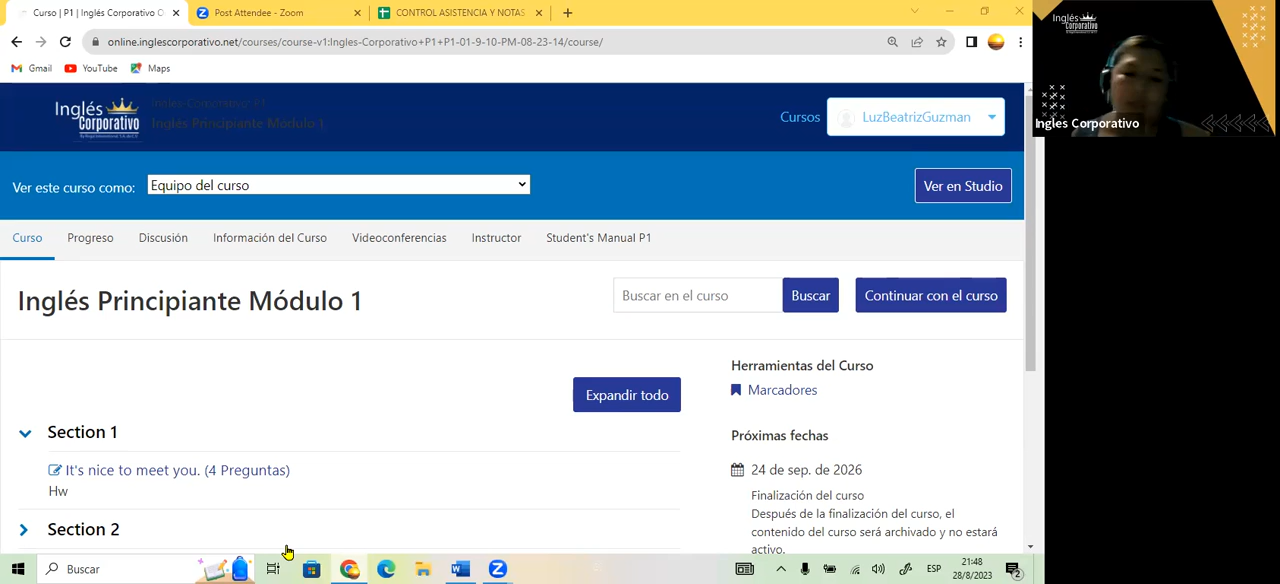 Curso | P1 | Inglés Corporativo
Post Attendee - Zoom
CONTROL ASISTENCIA Y NOTAS
online.inglescorporativo.net/courses/course-v1:Ingles-Corporativo+P1+P1-01-9-10-PM-08-23-14/course/
Gmail
YouTube
Maps
Inglés
Corporativo
Ingles-Corporativo P1
Inglés Principiante Módulo 1
Cursos
LuzBeatrizGuzman
Ver este curso como:
Equipo del curso
Ver en Studio
Curso
Progreso
Discusión
Información del Curso
Videoconferencias
Instructor
Student's Manual P1
Inglés Principiante Módulo 1
Buscar en el curso
Buscar
Continuar con el curso
Expandir todo
Herramientas del Curso
Marcadores
Section 1
It's nice to meet you. (4 Preguntas)
Hw
Section 2
Próximas fechas
24 de sep. de 2026
Finalización del curso
Después de la finalización del curso, el
contenido del curso será archivado y no estará
activo.
Buscar
ESP
21:48
28/8/2023
2
Inglés
Corporativo
Ingles Corporativo